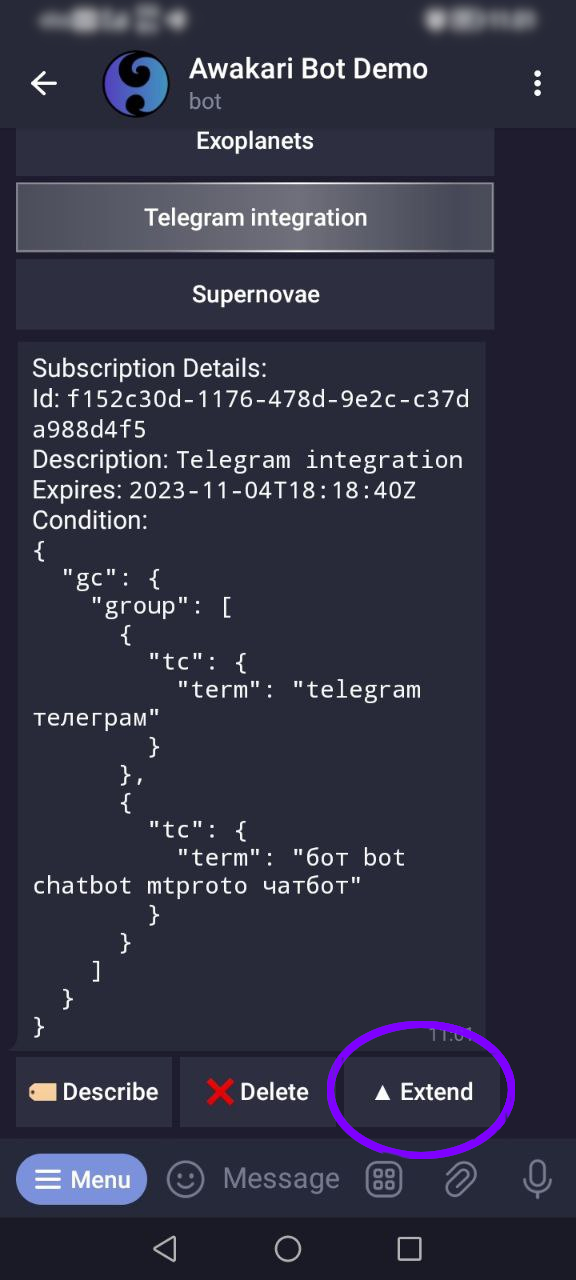 Awakari Bot Demo
bot
Exoplanets
Telegram integration
Supernovae
Subscription Details:
Id: f152c30d-1176-478d-9e2c-c37d
a988d4f5
Description: Telegram integration
Expires: 2023-11-04T18:18:40Z
Condition:
{
  "gc": {
    "group": [
      {
        "tc": {
          "term": "telegram
телеграм"
        }
      },
      {
        "tc": {
          "term": "бот bot
chatbot mtproto чатбот"
        }
      }
    ]
  }
}
11:01
Describe
Delete
▲ Extend
Menu
Message